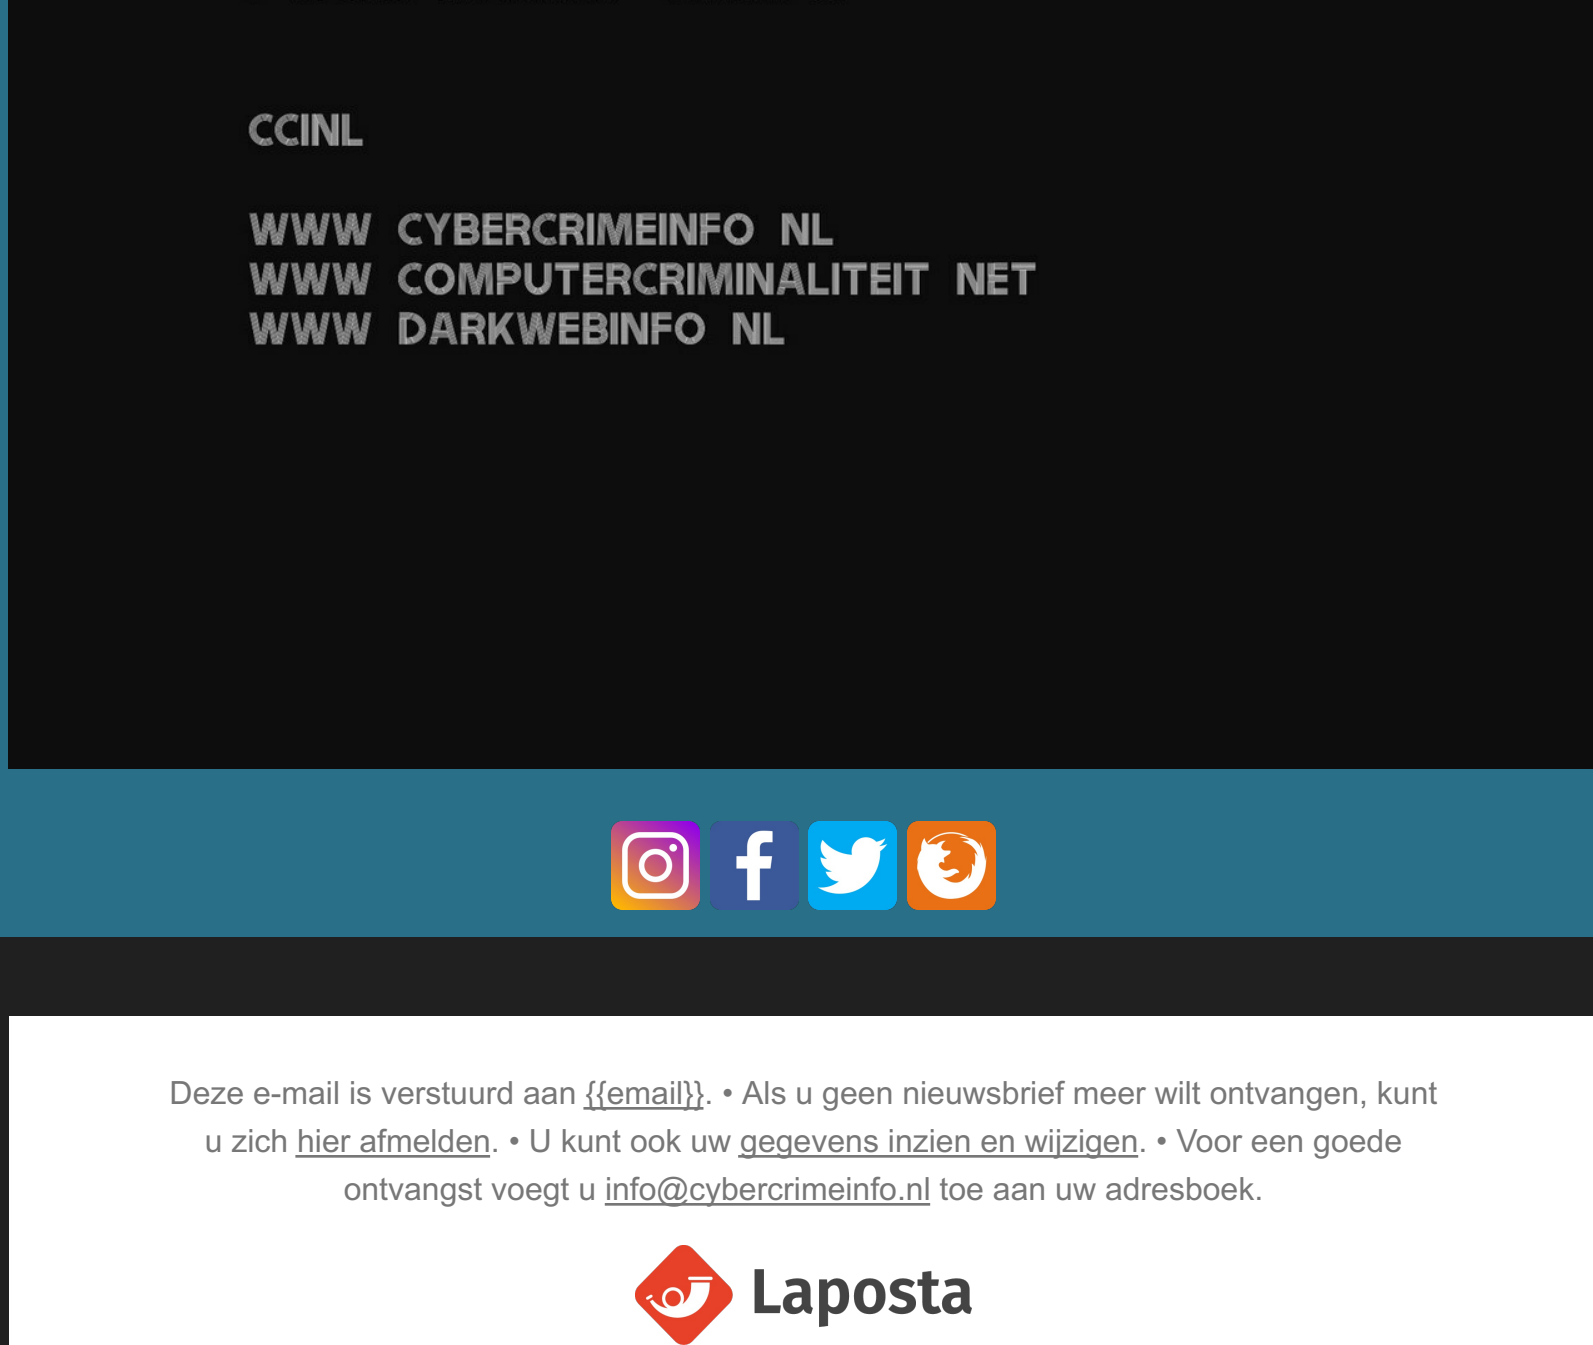 CCINL
WWW CYBERCRIMEINFO NL
WWW COMPUTERCRIMINALITEIT NET
WWW DARKWEBINFO NL
Deze e-mail is verstuurd aan {{email}}. • Als u geen nieuwsbrief meer wilt ontvangen, kunt
u zich hier afmelden. • U kunt ook uw gegevens inzien en wijzigen. • Voor een goede
ontvangst voegt u info@cybercrimeinfo.nl toe aan uw adresboek.
Laposta